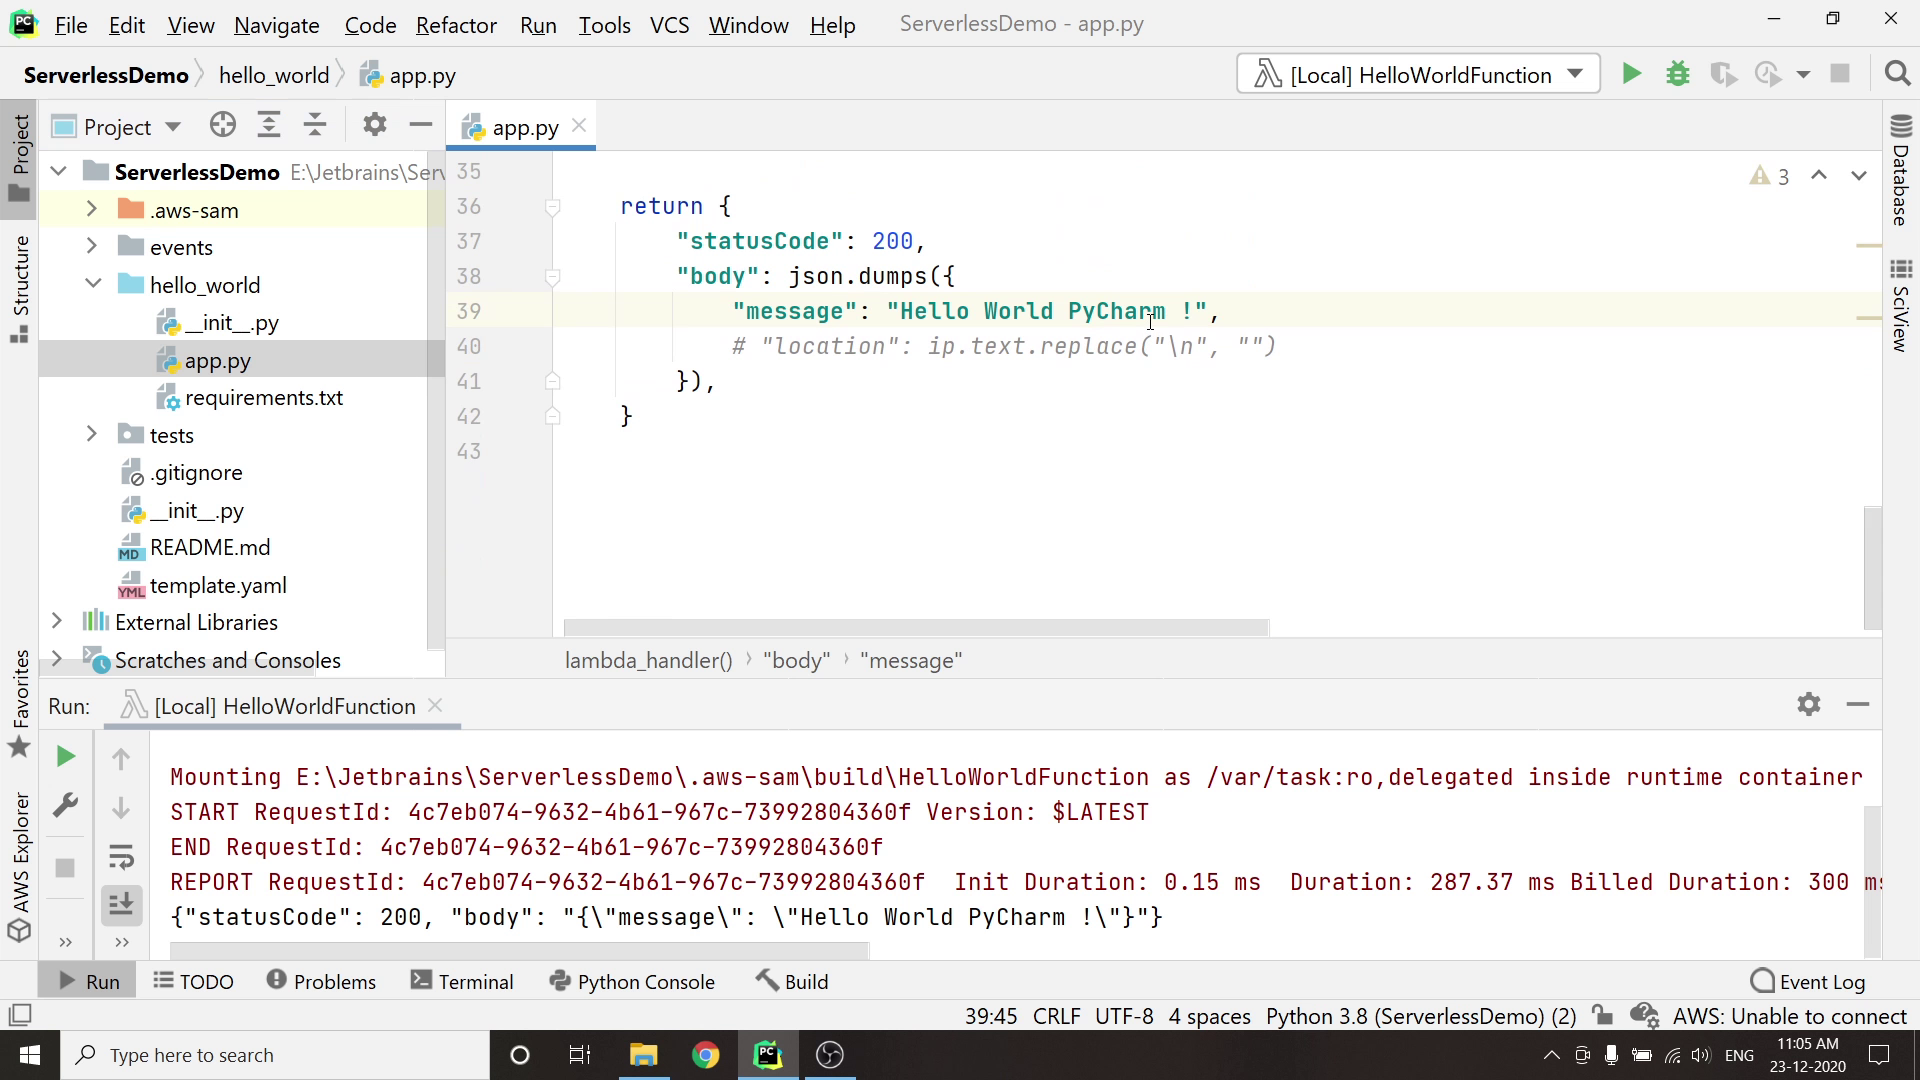 File Edit View Navigate Code Refactor Run Tools VCS Window Help ServerlessDemo - app.py
ServerlessDemo hello_world app.py [Local] HelloWorldFunction
Project
app.py
Project
Structure
Favorites
AWS Explorer
ServerlessDemo E:\Jetbrains\Ser
.aws-sam
events
hello_world
__init__.py
app.py
requirements.txt
tests
.gitignore
__init__.py
README.md
template.yaml
External Libraries
Scratches and Consoles
35
36 return {
37 "statusCode": 200,
38 "body": json.dumps({
39 "message": "Hello World PyCharm !",
40 # "location": ip.text.replace("\n", "")
41 }),
42 }
43
3
Database
SciView
lambda_handler() › "body" › "message"
Run: [Local] HelloWorldFunction
Mounting E:\Jetbrains\ServerlessDemo\.aws-sam\build\HelloWorldFunction as /var/task:ro,delegated inside runtime container
START RequestId: 4c7eb074-9632-4b61-967c-73992804360f Version: $LATEST
END RequestId: 4c7eb074-9632-4b61-967c-73992804360f
REPORT RequestId: 4c7eb074-9632-4b61-967c-73992804360f Init Duration: 0.15 ms Duration: 287.37 ms Billed Duration: 300 ms
{"statusCode": 200, "body": "{\"message\": \"Hello World PyCharm !\"}"}
Run TODO Problems Terminal Python Console Build Event Log
39:45 CRLF UTF-8 4 spaces Python 3.8 (ServerlessDemo) (2) AWS: Unable to connect
Type here to search
ENG
11:05 AM
23-12-2020